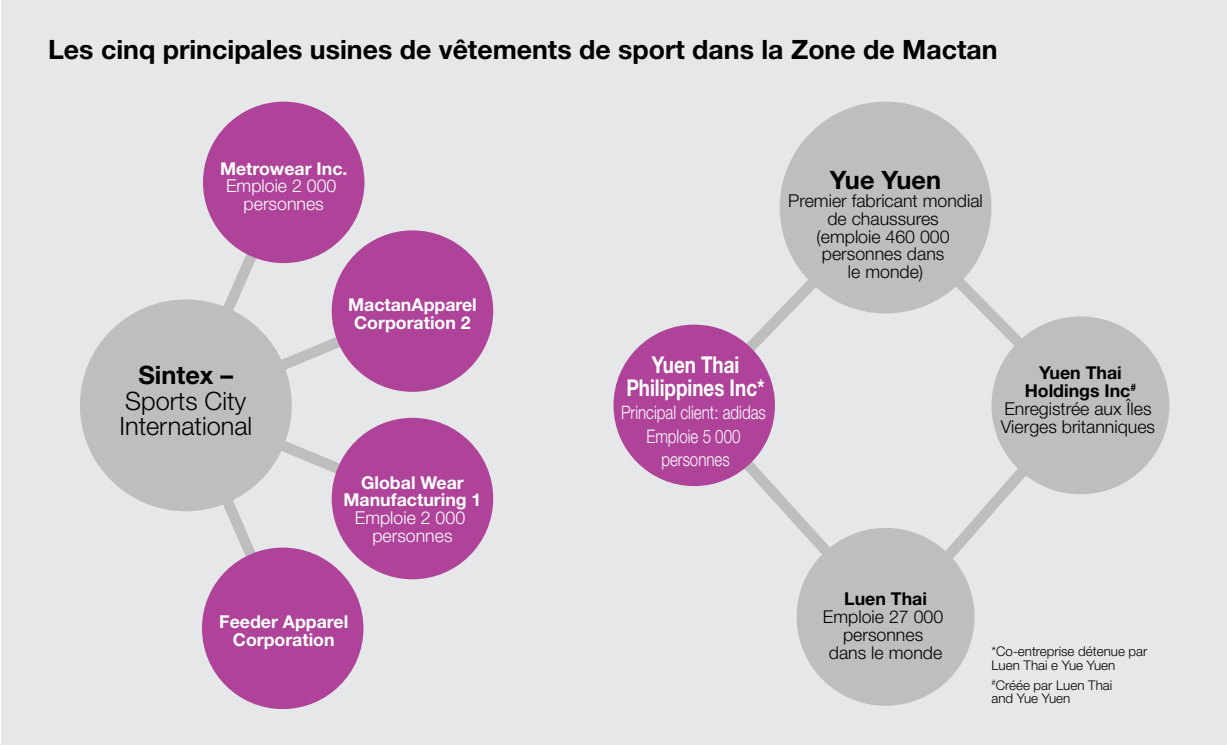 Les cinq principales usines de vêtements de sport dans la Zone de Mactan
Metrowear Inc.
Emploie 2 000
personnes
MactanApparel
Corporation 2
Sintex –
Sports City
International
Global Wear
Manufacturing 1
Emploie 2 000
personnes
Feeder Apparel
Corporation
Yue Yuen
Premier fabricant mondial
de chaussures
(emploie 460 000
personnes dans
le monde)
Yuen Thai
Philippines Inc*
Principal client: adidas
Emploie 5 000
personnes
Yuen Thai
Holdings Inc#
Enregistrée aux Îles
Vierges britanniques
Luen Thai
Emploie 27 000
personnes
dans le monde
*Co-entreprise détenue par
Luen Thai e Yue Yuen
#Créée par Luen Thai
and Yue Yuen